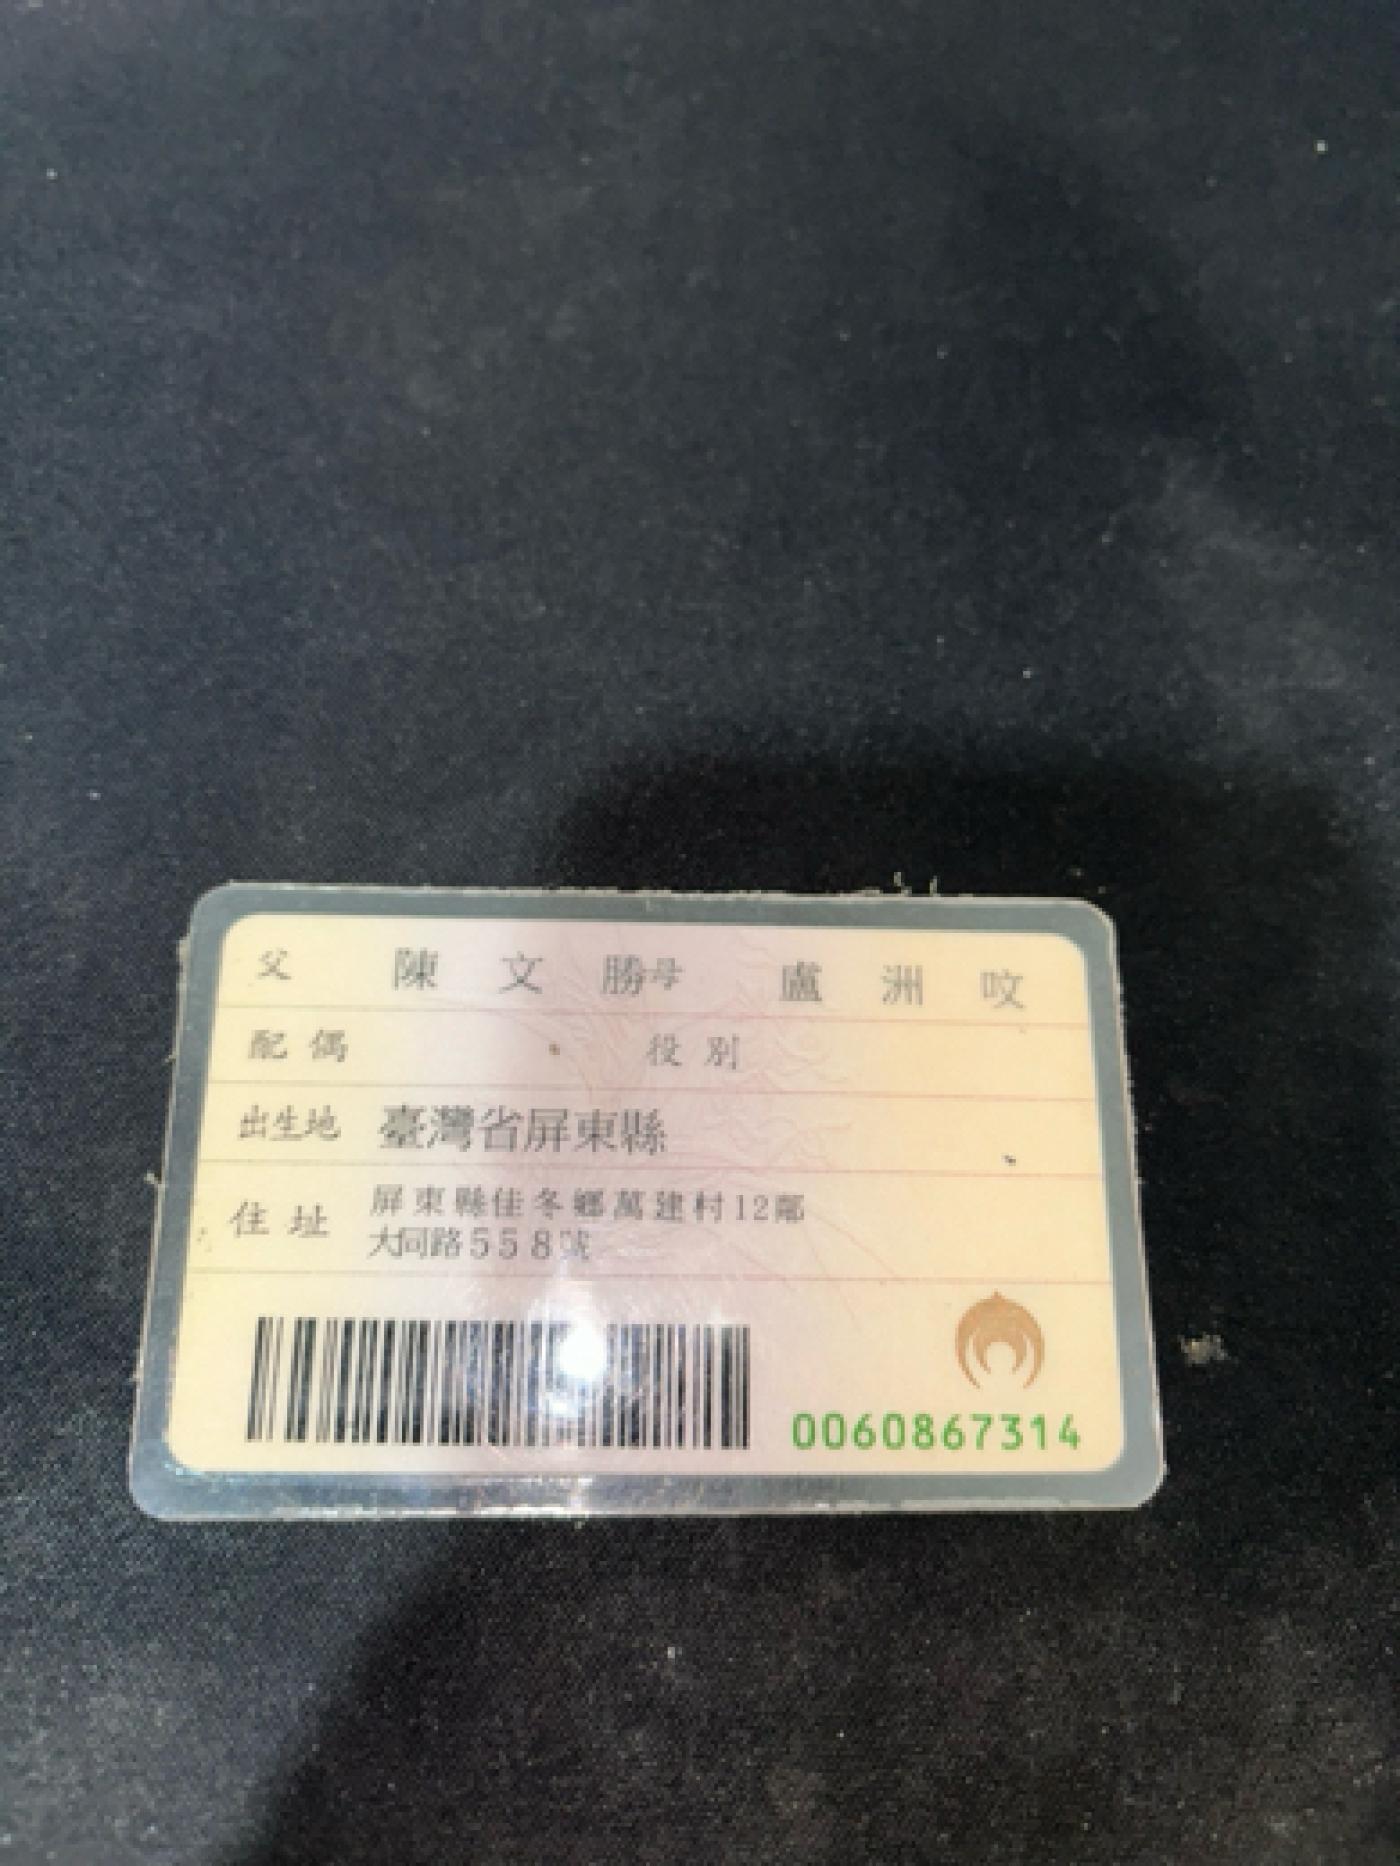 父 陳文勝 母 盧洲咬
配偶 役別
出生地 臺灣省屏東縣
住址 屏東縣佳冬鄉萬建村12鄰
大同路558號
0060867314